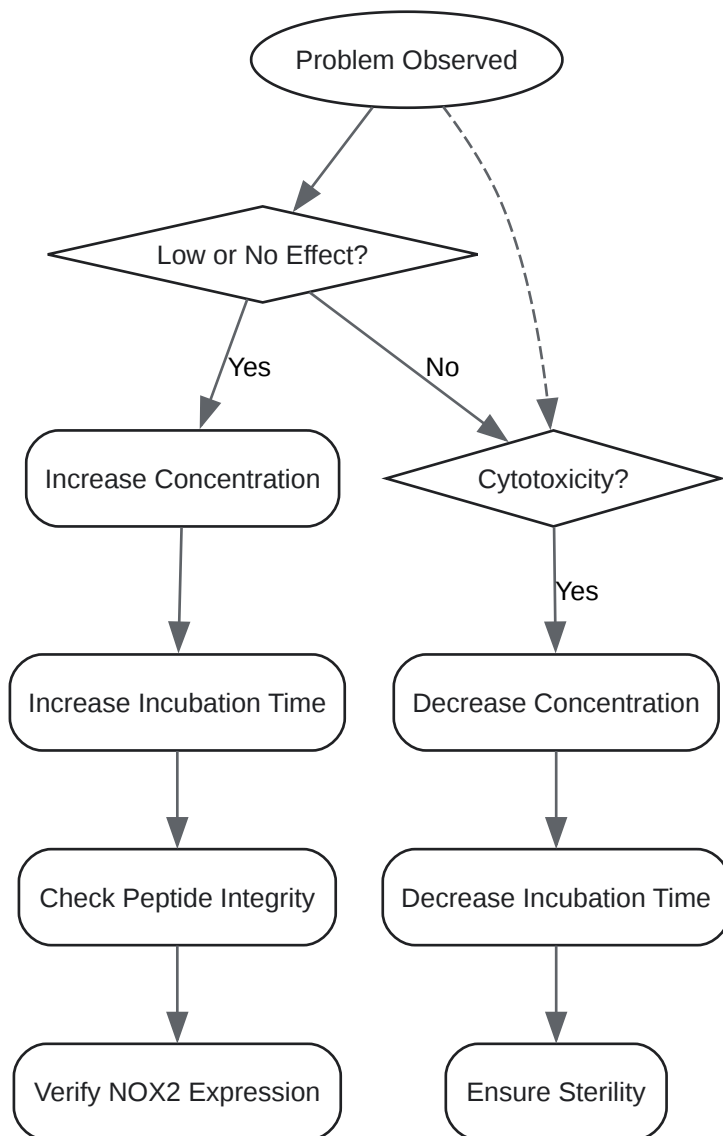 Problem Observed
Low or No Effect?
Yes
No
Increase Concentration
Cytotoxicity?
Yes
Increase Incubation Time
Decrease Concentration
Check Peptide Integrity
Decrease Incubation Time
Verify NOX2 Expression
Ensure Sterility